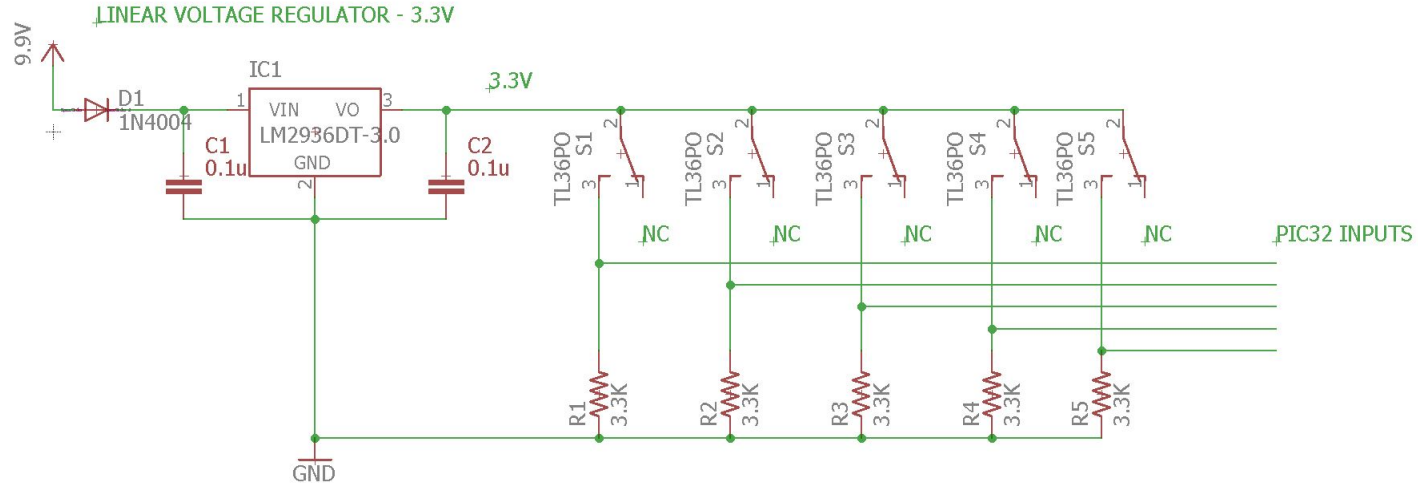 LINEAR VOLTAGE REGULATOR - 3.3V
9.9V
D1
1N4004
IC1
1
VIN
VO
3
LM2936DT-3.0
GND
2
C1
0.1u
C2
0.1u
3.3V
TL36PO
S1
2
3
1
TL36PO
S2
2
3
1
TL36PO
S3
2
3
1
TL36PO
S4
2
3
1
TL36PO
S5
2
3
1
NC
NC
NC
NC
NC
PIC32 INPUTS
R1
3.3K
R2
3.3K
R3
3.3K
R4
3.3K
R5
3.3K
GND